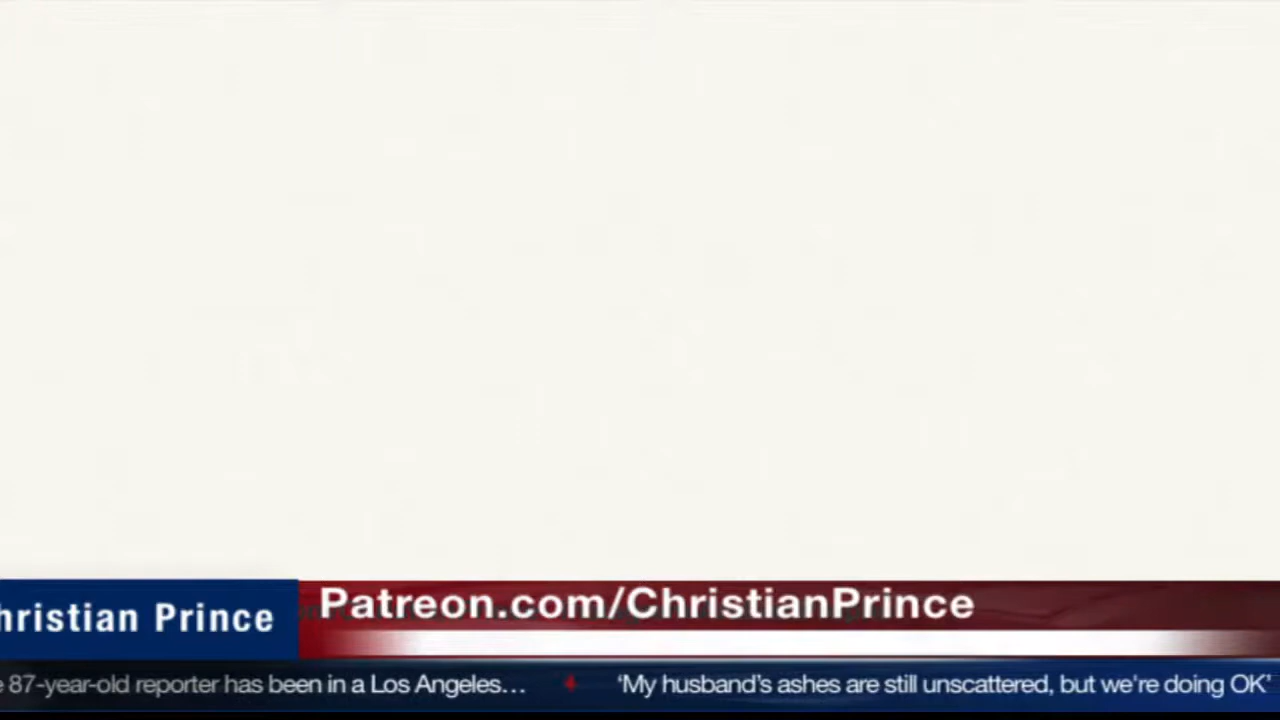 hristian Prince
Patreon.com/ChristianPrince
87-year-old reporter has been in a Los Angeles... ‘My husband's ashes are still unscattered, but we're doing OK’